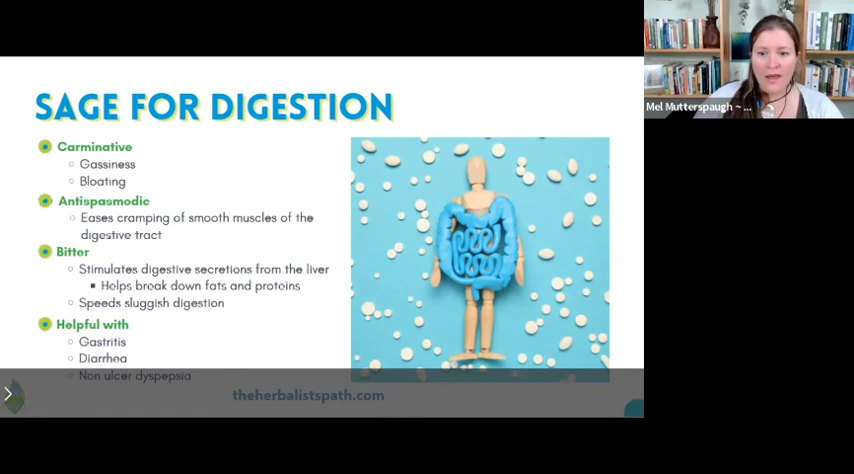 SAGE FOR DIGESTION
Carminative
Gassiness
Bloating
Antispasmodic
Eases cramping of smooth muscles of the
digestive tract
Bitter
Stimulates digestive secretions from the liver
Helps break down fats and proteins
Speeds sluggish digestion
Helpful with
Gastritis
Diarrhea
Non ulcer dyspepsia
theherbalistspath.com
Mel Mutterspaugh ~ ...